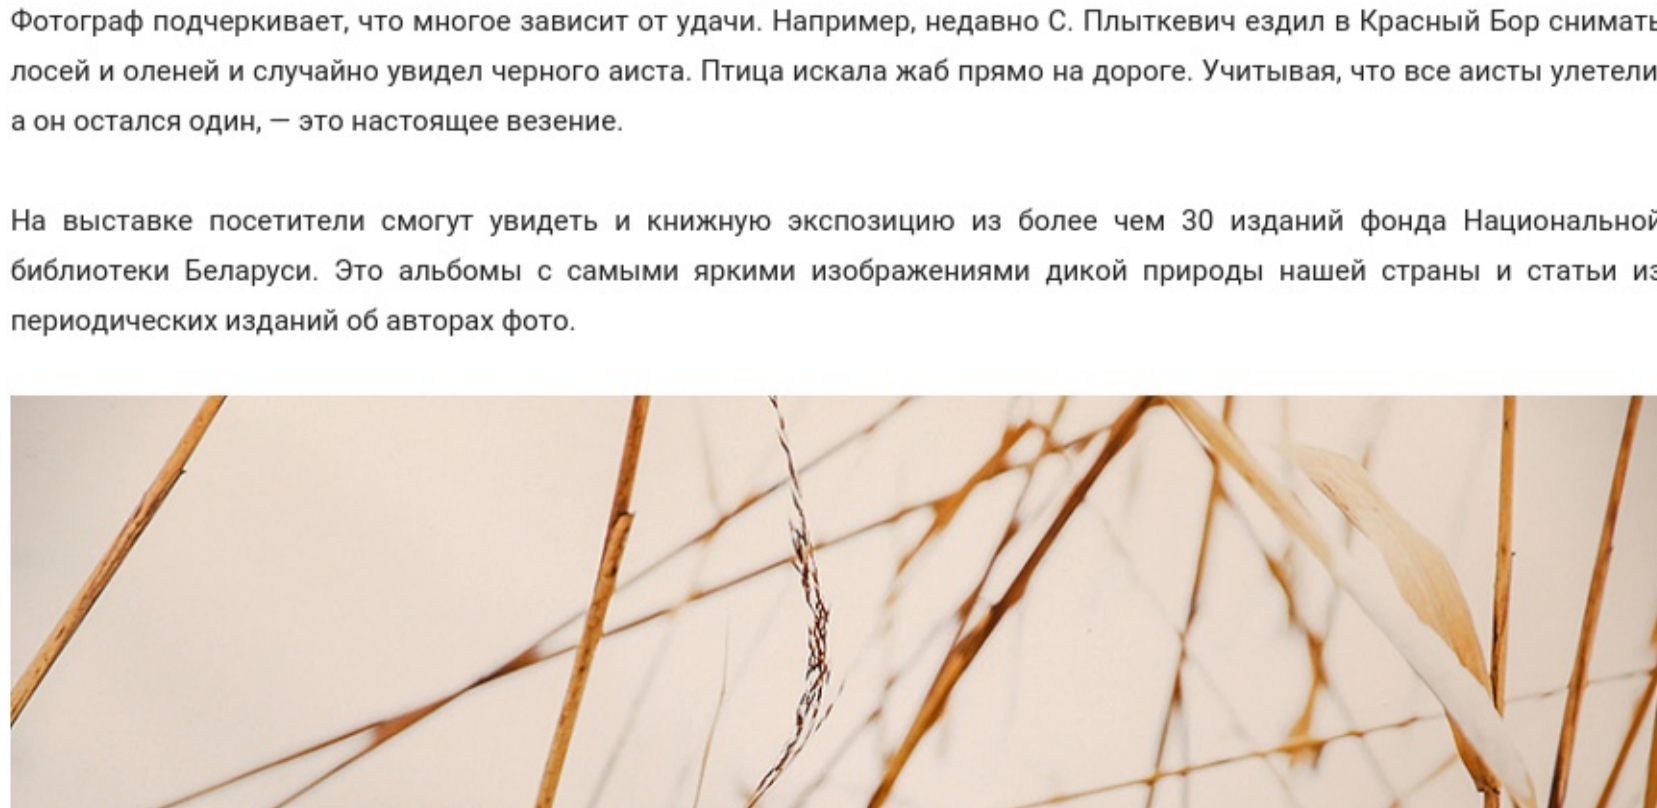 Фотограф подчеркивает, что многое зависит от удачи. Например, недавно С. Плыткевич ездил в Красный Бор снимать
лосей и оленей и случайно увидел черного аиста. Птица искала жаб прямо на дороге. Учитывая, что все аисты улетели
а он остался один, — это настоящее везение.
На выставке посетители смогут увидеть и книжную экспозицию из более чем 30 изданий фонда Национальной
библиотеки Беларуси. Это альбомы с самыми яркими изображениями дикой природы нашей страны и статьи из
периодических изданий об авторах фото.